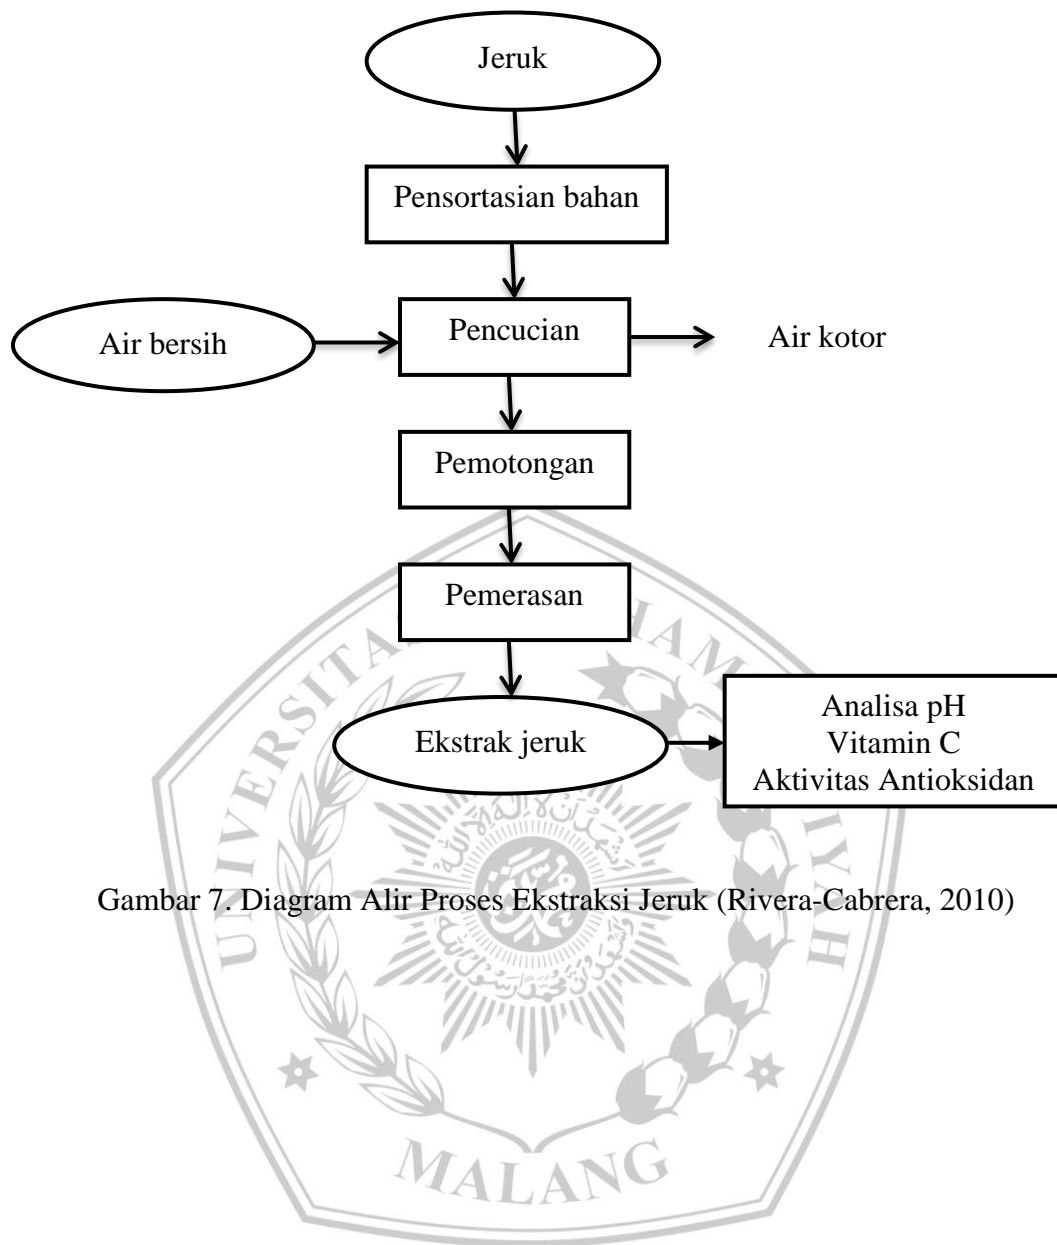 Jeruk
Pensortasian bahan
Air bersih
Pencucian
Air kotor
Pemotongan
Pemerasan
Ekstrak jeruk
Analisa pH
Vitamin C
Aktivitas Antioksidan
Gambar 7. Diagram Alir Proses Ekstraksi Jeruk (Rivera-Cabrera, 2010)
MALANG